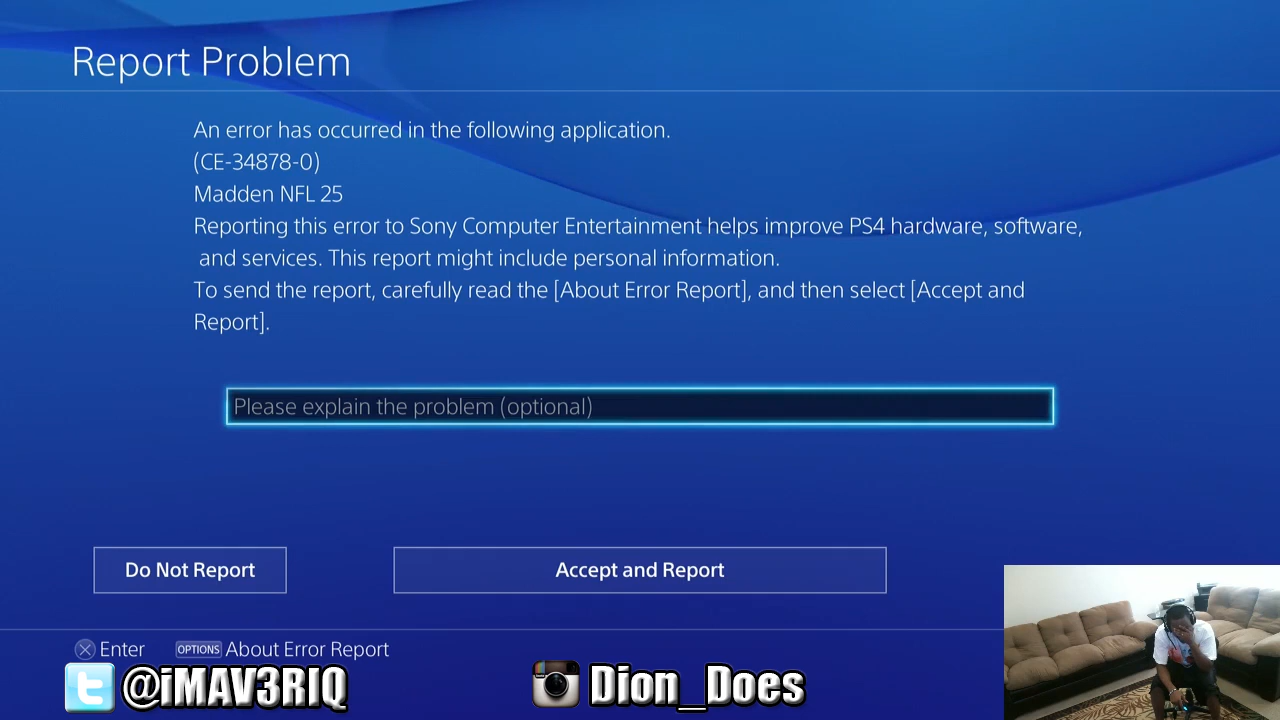 Report Problem
An error has occurred in the following application.
(CE-34878-0)
Madden NFL 25
Reporting this error to Sony Computer Entertainment helps improve PS4 hardware, software,
and services. This report might include personal information.
To send the report, carefully read the [About Error Report], and then select [Accept and
Report].
Please explain the problem (optional)
Do Not Report
Accept and Report
Enter
OPTIONS About Error Report
@iMAV3RIQ
Dion_Does